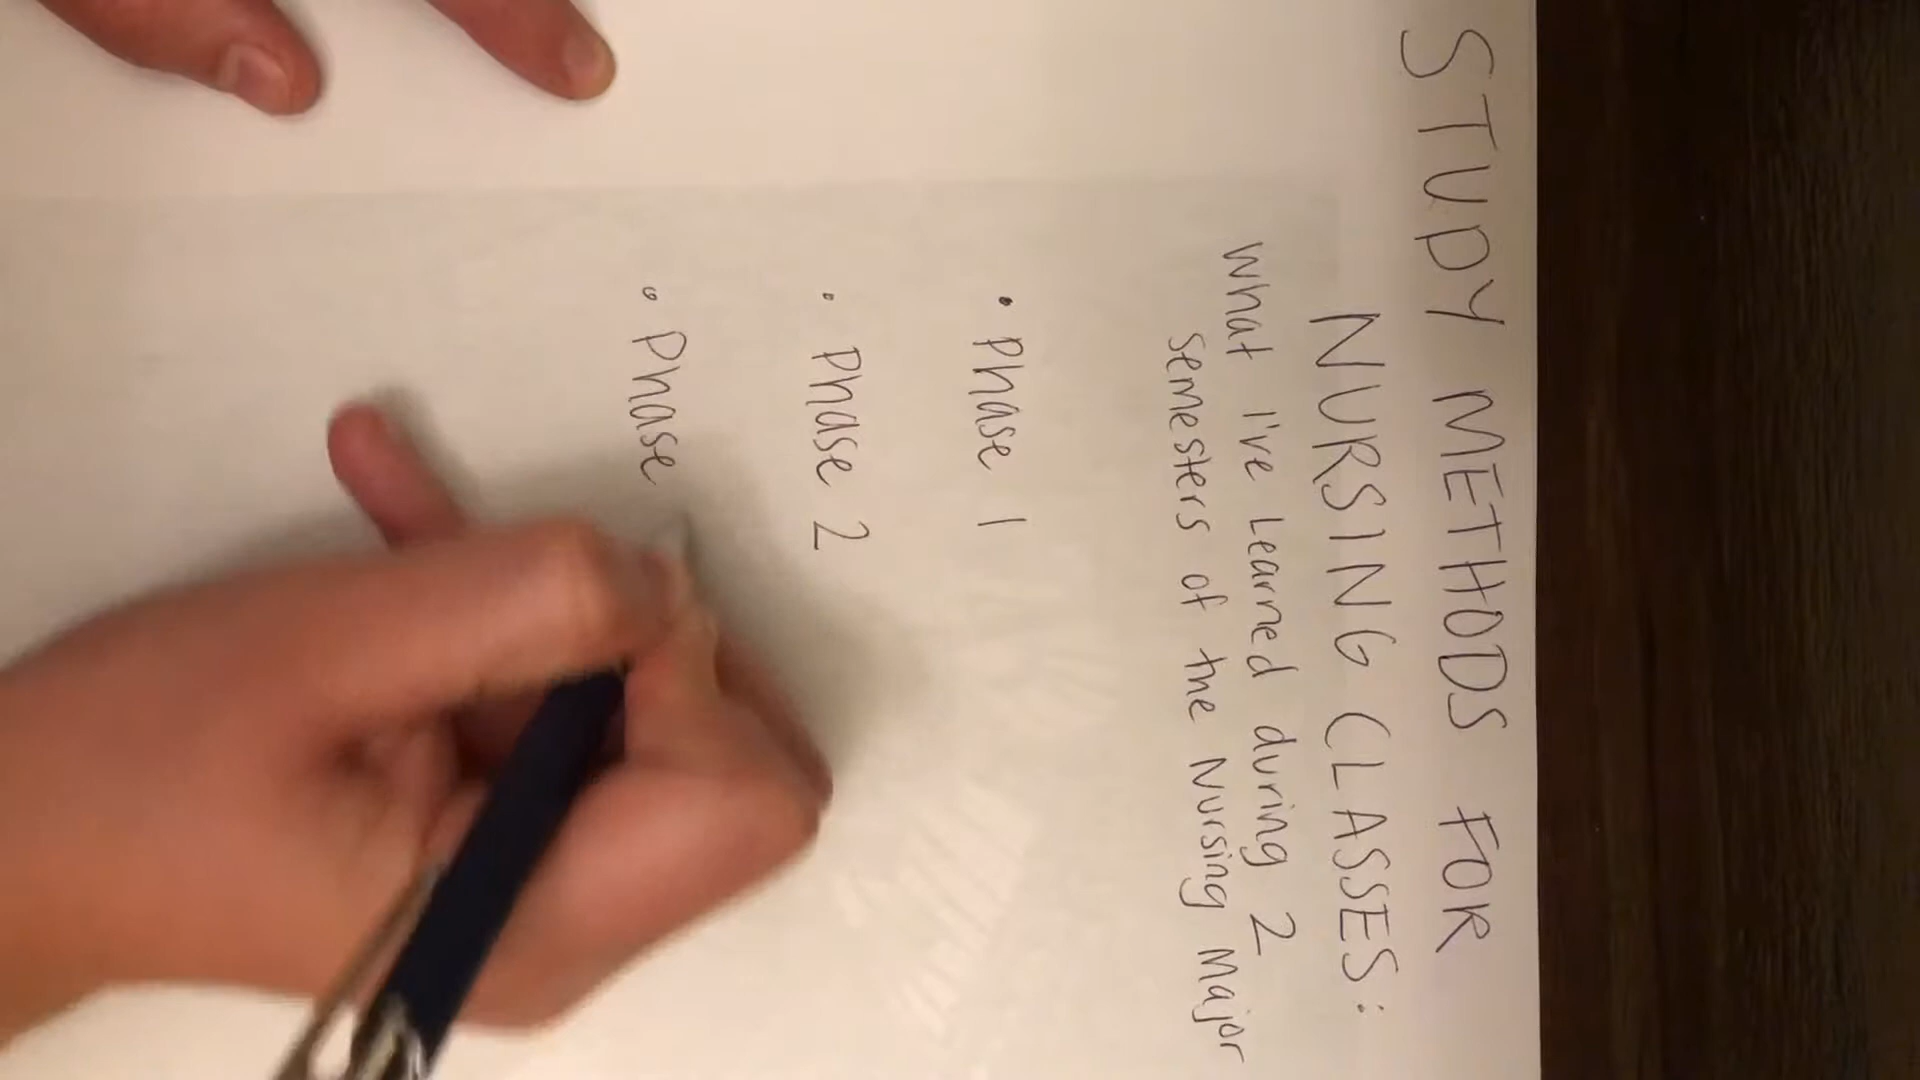 STUDY METHODS FOR
NURSING CLASSES:
What I've Learned during 2
semesters of the Nursing Major
• Phase 1
• Phase 2
• Phase